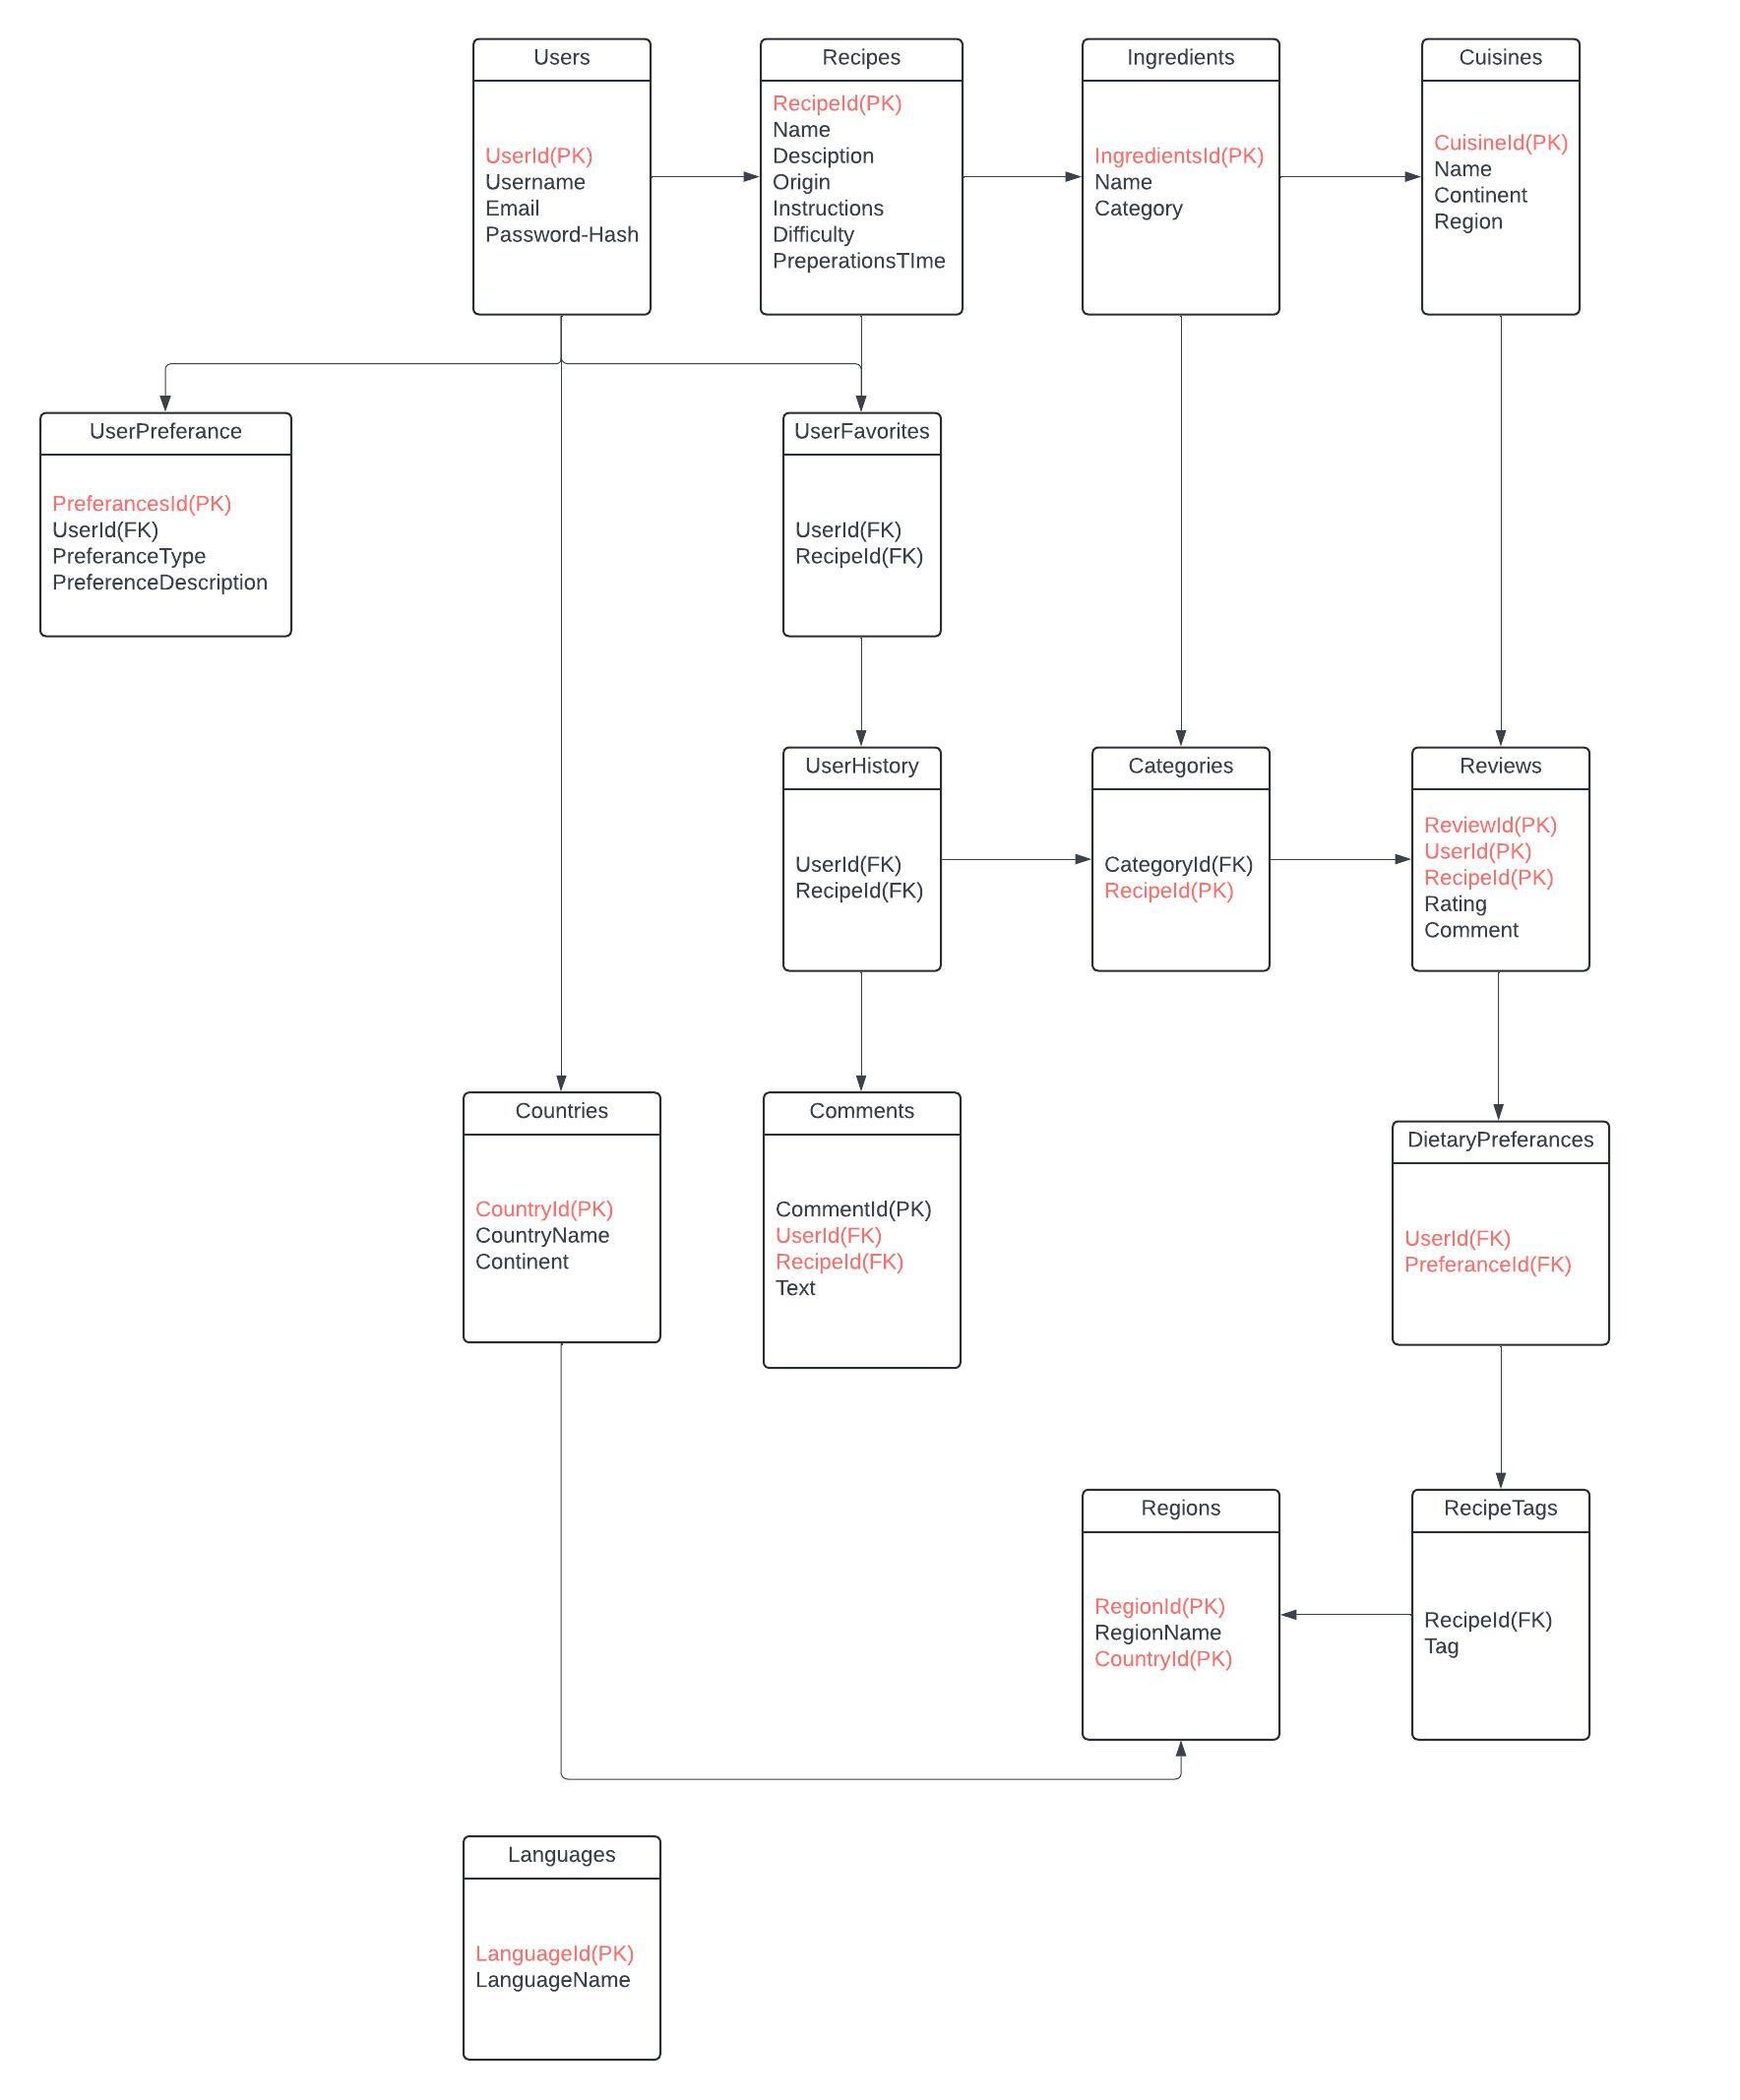 Users
UserId(PK)
Username
Email
Password-Hash
Recipes
RecipeId(PK)
Name
Desciption
Origin
Instructions
Difficulty
PreperationsTIme
Ingredients
IngredientsId(PK)
Name
Category
Cuisines
CuisineId(PK)
Name
Continent
Region
UserPreferance
PreferancesId(PK)
UserId(FK)
PreferanceType
PreferenceDescription
UserFavorites
UserId(FK)
RecipeId(FK)
UserHistory
UserId(FK)
RecipeId(FK)
Categories
CategoryId(FK)
RecipeId(PK)
Reviews
ReviewId(PK)
UserId(PK)
RecipeId(PK)
Rating
Comment
Countries
CountryId(PK)
CountryName
Continent
Comments
CommentId(PK)
UserId(FK)
RecipeId(FK)
Text
DietaryPreferances
UserId(FK)
PreferanceId(FK)
Regions
RegionId(PK)
RegionName
CountryId(PK)
RecipeTags
RecipeId(FK)
Tag
Languages
LanguageId(PK)
LanguageName